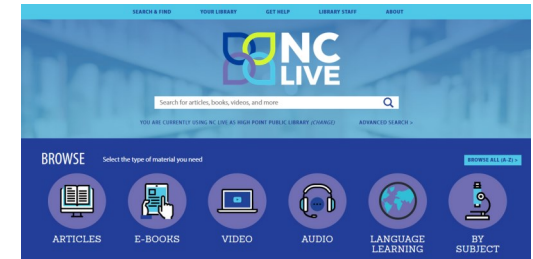 SEARCH & FIND YOUR LIBRARY GET HELP LIBRARY STAFF ABOUT
NC
LIVE
Search for articles, books, videos, and more
YOU ARE CURRENTLY USING NC LIVE AS HIGH POINT PUBLIC LIBRARY (CHANGE) ADVANCED SEARCH »
BROWSE Select the type of material you need BROWSE ALL (A-Z) »
ARTICLES E-BOOKS VIDEO AUDIO LANGUAGE LEARNING BY SUBJECT